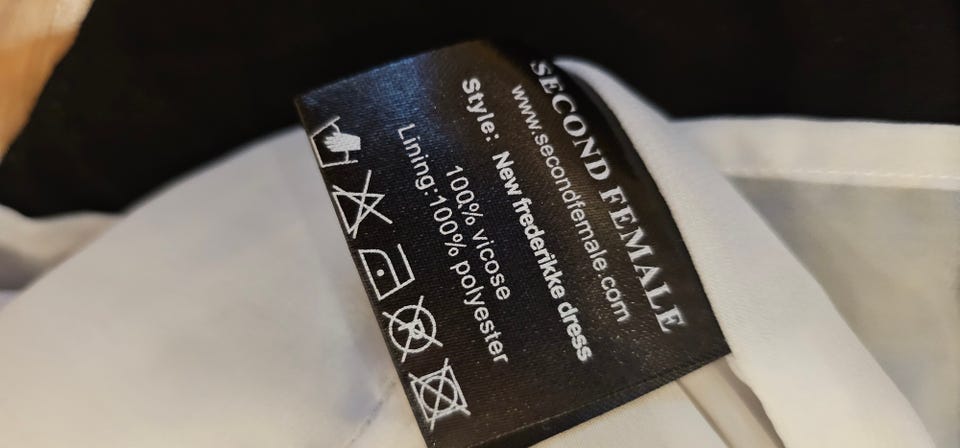 SECOND FEMALE
www.secondfemale.com
Style: New frederikke dress
100% vicose
Lining:100% polyester